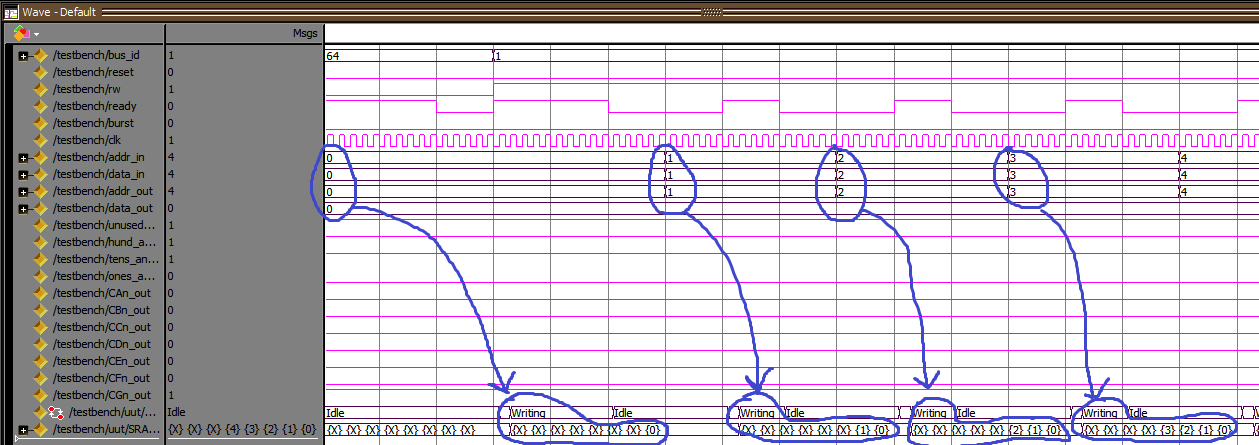 Wave - Default
Msgs
/testbench/bus_id 1 64 1
/testbench/reset 0
/testbench/rw 1
/testbench/ready 0
/testbench/burst 0
/testbench/clk 1
/testbench/addr_in 4 0 1 2 3 4
/testbench/data_in 4 0 1 2 3 4
/testbench/addr_out 4 0 1 2 3 4
/testbench/data_out 0 0
/testbench/unused... 1
/testbench/hund_a... 1
/testbench/tens_an... 1
/testbench/ones_a... 0
/testbench/CAn_out 0
/testbench/CBn_out 0
/testbench/CCn_out 0
/testbench/CDn_out 0
/testbench/CEn_out 0
/testbench/CFn_out 0
/testbench/CGn_out 1
/testbench/uut/... Idle Idle Writing Idle Writing Idle Writing Idle Writing Idle
/testbench/uut/SRA... {X} {X} {X} {4} {3} {2} {1} {0} {X} {X} {X} {X} {X} {X} {X} {X} {X} {X} {X} {X} {X} {X} {X} {0} {X} {X} {X} {X} {X} {X} {1} {0} {X} {X} {X} {X} {X} {2} {1} {0} {X} {X} {X} {X} {3} {2} {1} {0}